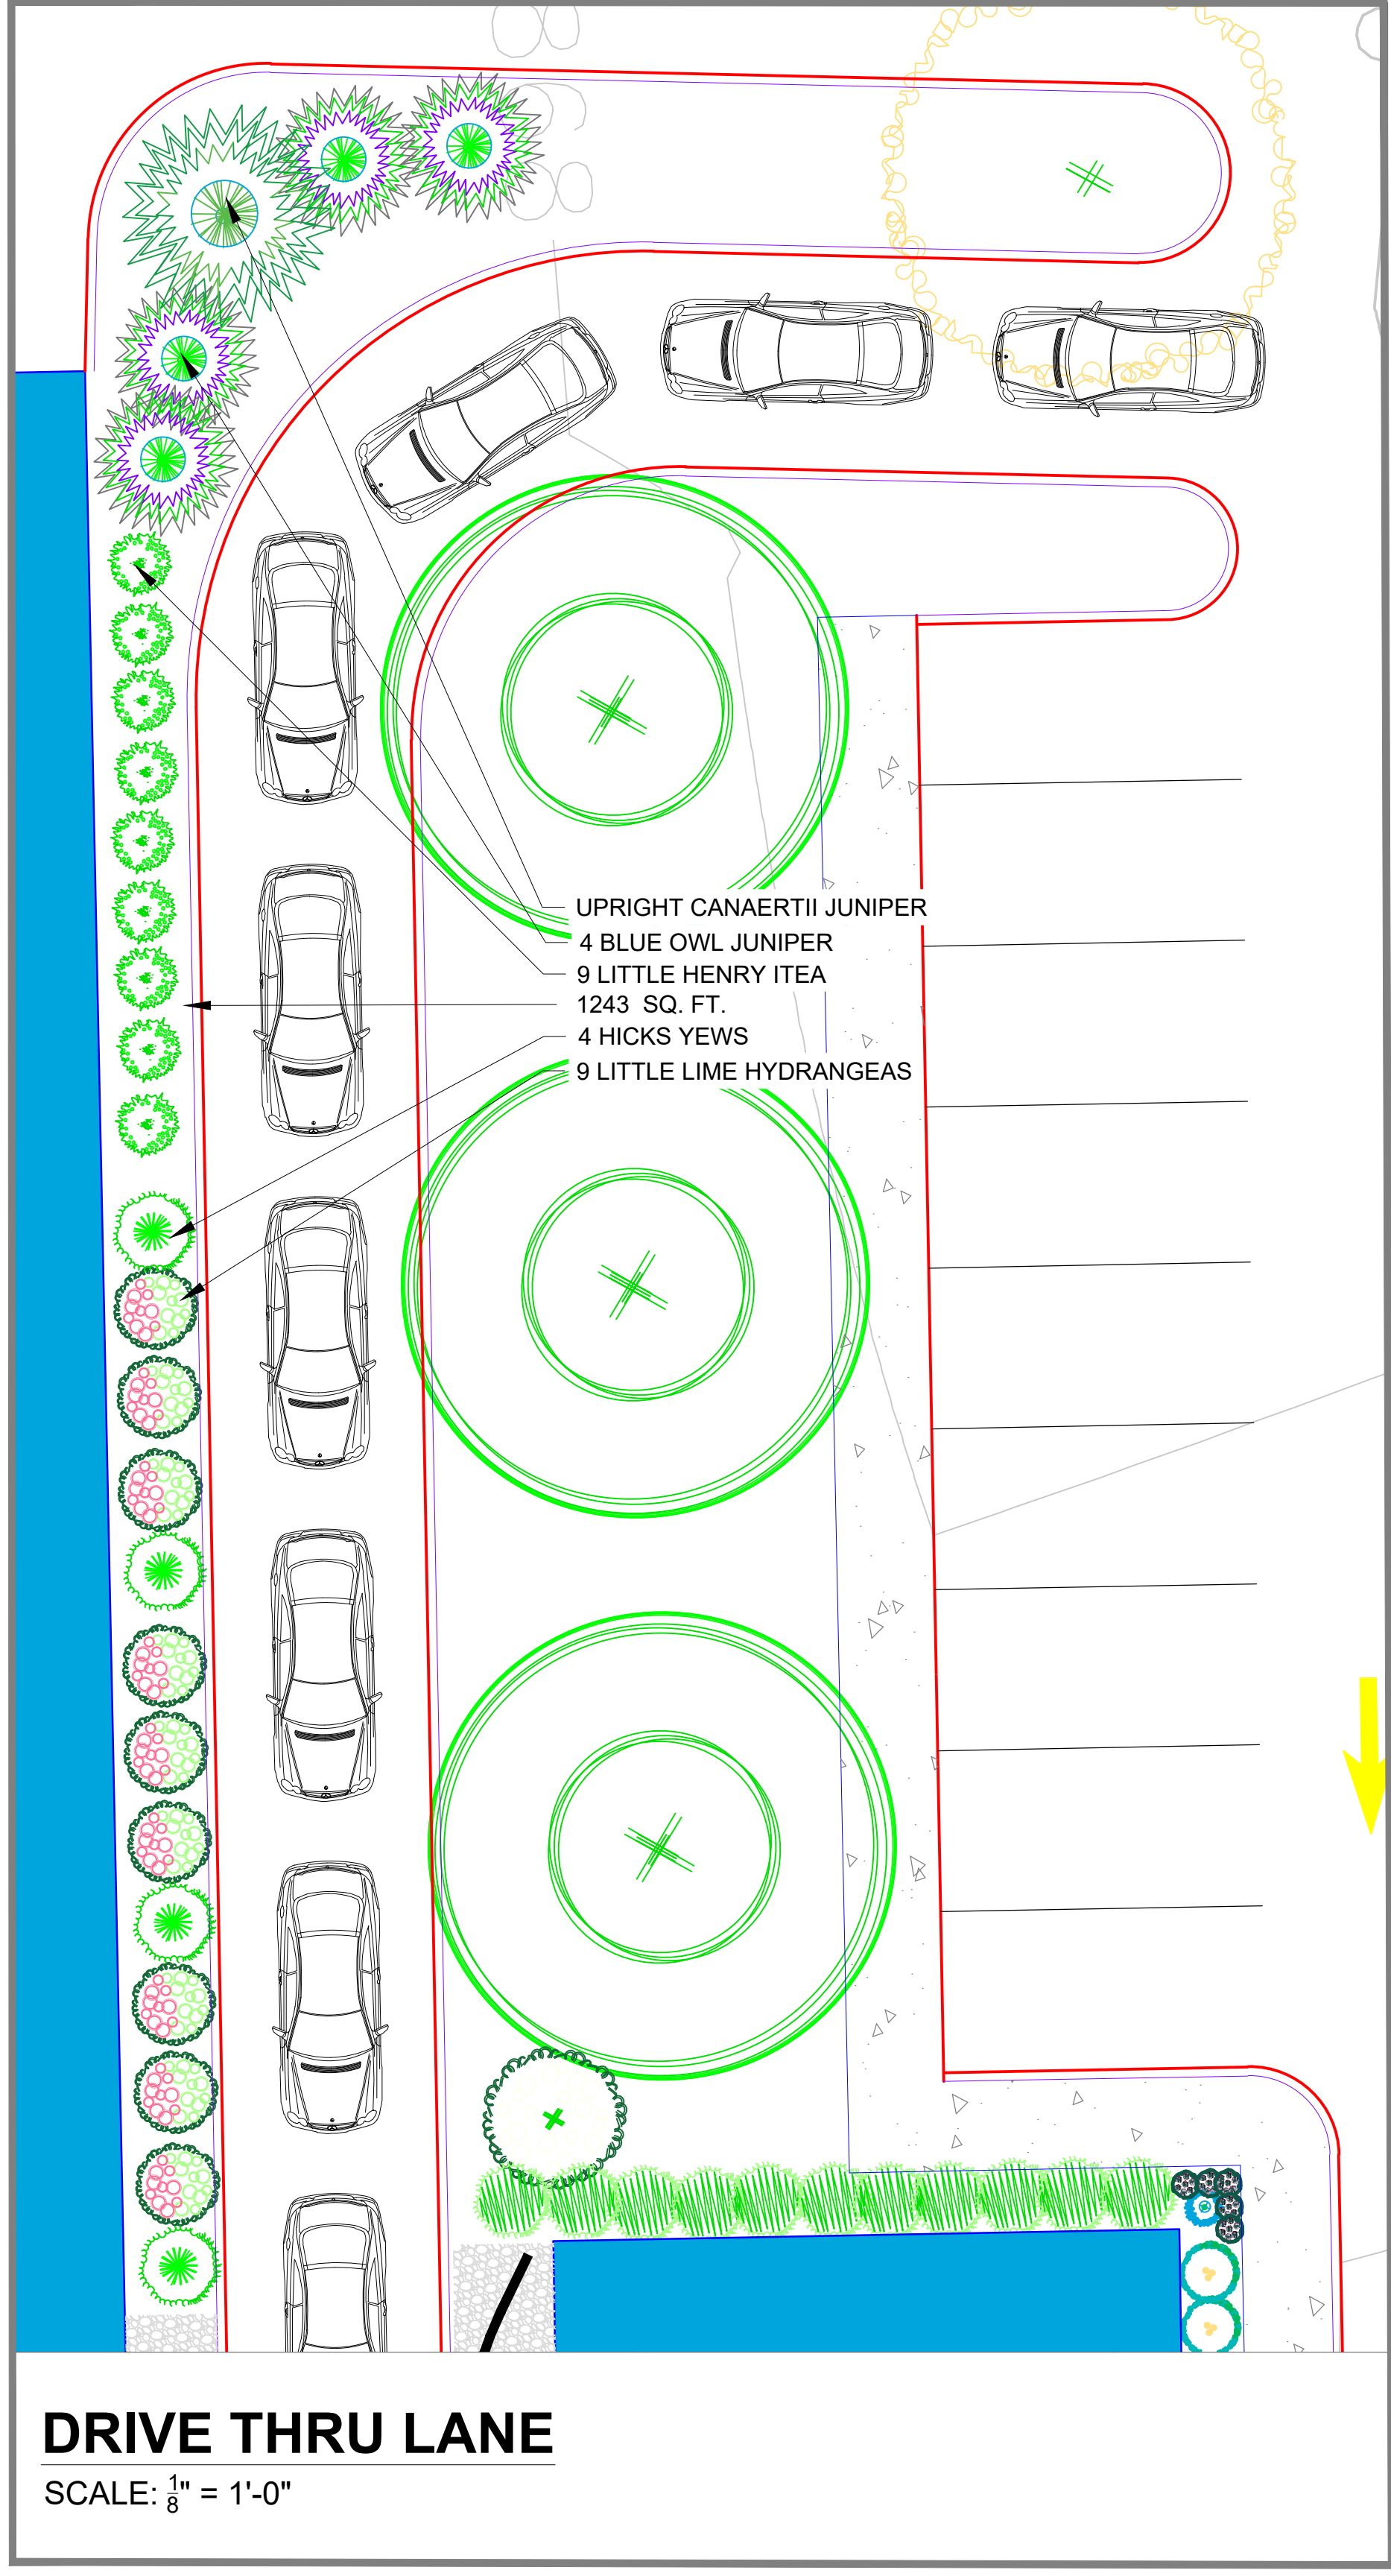 UPRIGHT CANAERTII JUNIPER
4 BLUE OWL JUNIPER
9 LITTLE HENRY ITEA
1243 SQ. FT.
4 HICKS YEWS
9 LITTLE LIME HYDRANGEAS
DRIVE THRU LANE
SCALE: 1/8" = 1'-0"